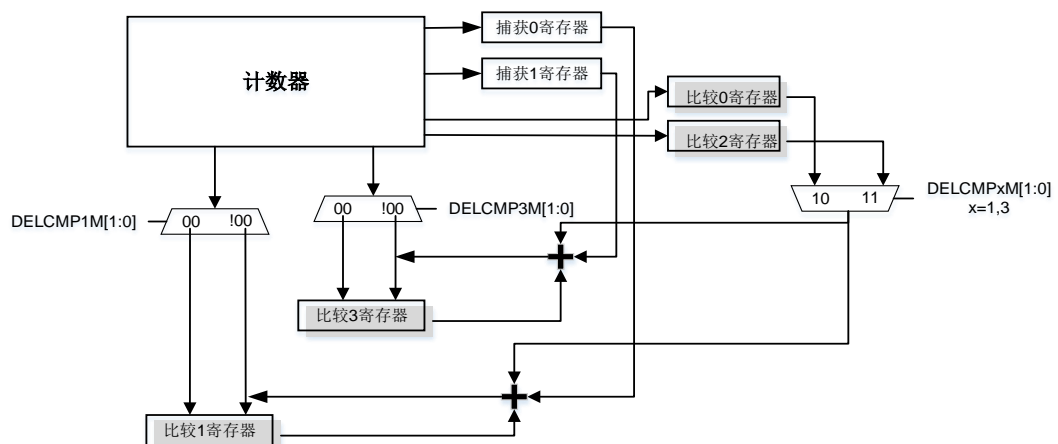 捕获0寄存器
计数器
捕获1寄存器
比较0寄存器
比较2寄存器
DELCMP1M[1:0]
00
!00
00
!00
DELCMP3M[1:0]
10
11
DELCMPxM[1:0]
x=1,3
比较3寄存器
比较1寄存器